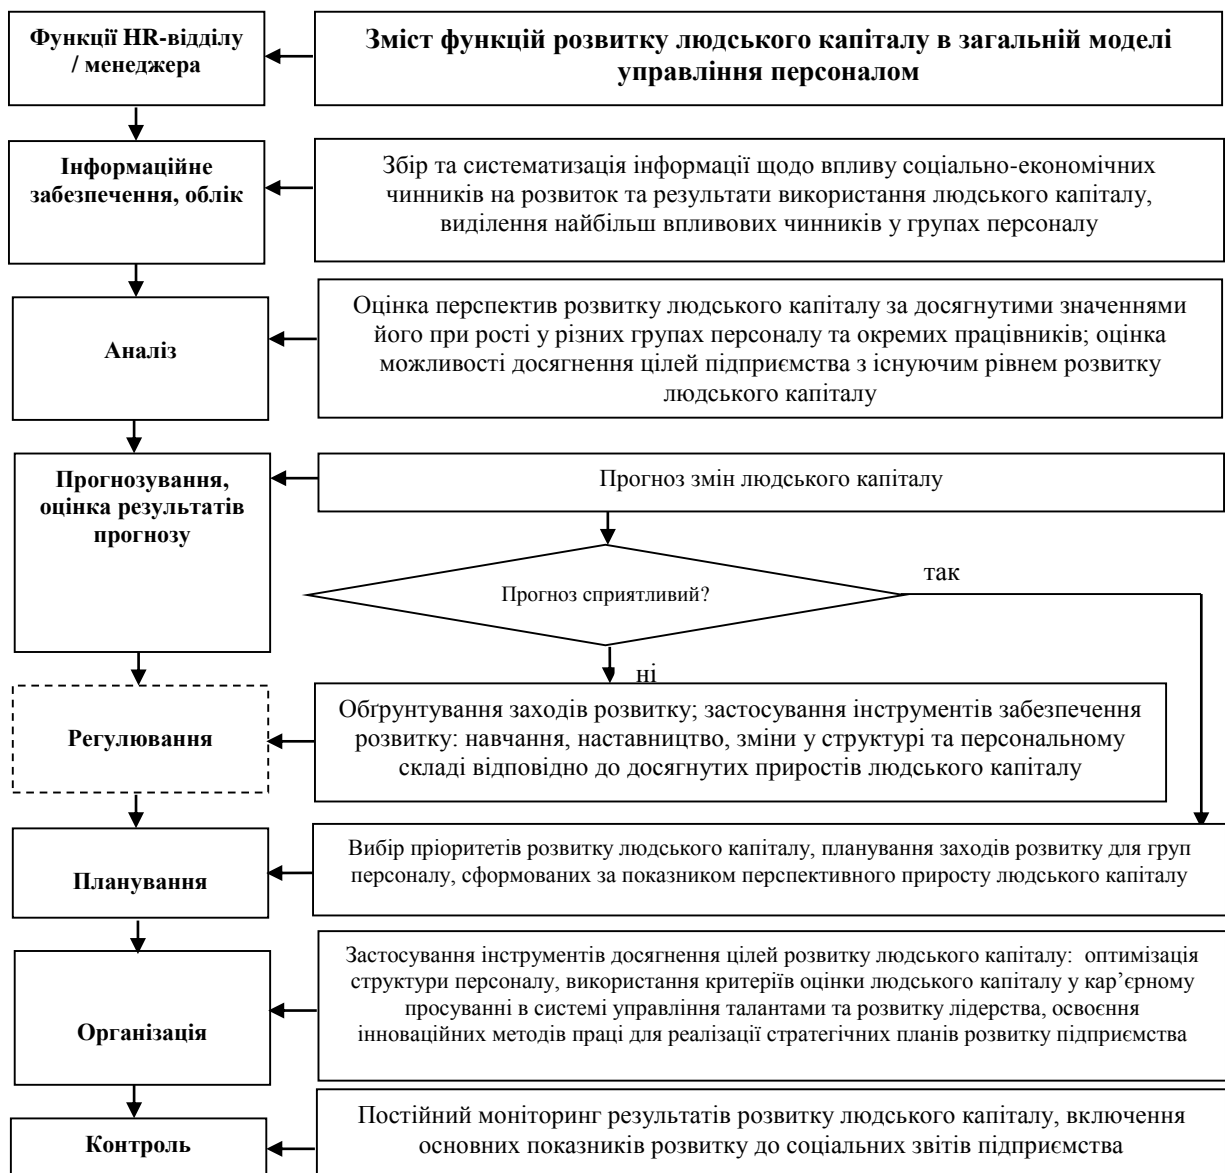 Функції HR-відділу
/ менеджера
Зміст функцій розвитку людського капіталу в загальній моделі
управління персоналом
Інформаційне
забезпечення, облік
Збір та систематизація інформації щодо впливу соціально-економічних
чинників на розвиток та результати використання людського капіталу,
виділення найбільш впливових чинників у групах персоналу
Аналіз
Оцінка перспектив розвитку людського капіталу за досягнутими значеннями
його при рості у різних групах персоналу та окремих працівників; оцінка
можливості досягнення цілей підприємства з існуючим рівнем розвитку
людського капіталу
Прогнозування,
оцінка результатів
прогнозу
Прогноз змін людського капіталу
Прогноз сприятливий?
так
ні
Регулювання
Обґрунтування заходів розвитку; застосування інструментів забезпечення
розвитку: навчання, наставництво, зміни у структурі та персональному
складі відповідно до досягнутих приростів людського капіталу
Планування
Вибір пріоритетів розвитку людського капіталу, планування заходів розвитку для груп
персоналу, сформованих за показником перспективного приросту людського капіталу
Організація
Застосування інструментів досягнення цілей розвитку людського капіталу: оптимізація
структури персоналу, використання критеріїв оцінки людського капіталу у кар’єрному
просуванні в системі управління талантами та розвитку лідерства, освоєння
інноваційних методів праці для реалізації стратегічних планів розвитку підприємства
Контроль
Постійний моніторинг результатів розвитку людського капіталу, включення
основних показників розвитку до соціальних звітів підприємства